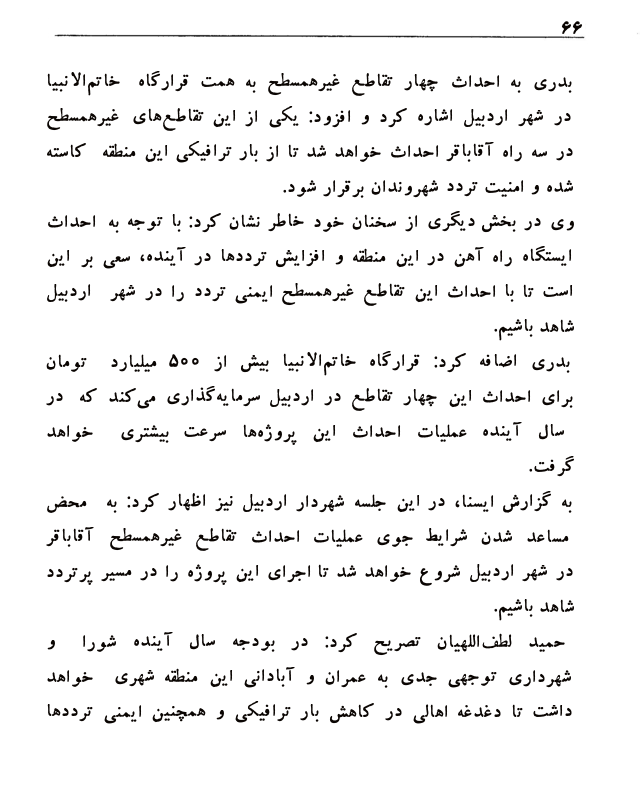 ۶۶
بدری به احداث چهار تقاطع غیرهمسطح به همت قرارگاه خاتم‌الانبیا
در شهر اردبیل اشاره کرد و افزود: یکی از این تقاطع‌های غیرهمسطح
در سه راه آقاباقر احداث خواهد شد تا از بار ترافیکی این منطقه کاسته
شده و امنیت تردد شهروندان برقرار شود.
وی در بخش دیگری از سخنان خود خاطر نشان کرد: با توجه به احداث
ایستگاه راه آهن در این منطقه و افزایش ترددها در آینده، سعی بر این
است تا با احداث این تقاطع غیرهمسطح ایمنی تردد را در شهر اردبیل
شاهد باشیم.
بدری اضافه کرد: قرارگاه خاتم‌الانبیا بیش از ۵۰۰ میلیارد تومان
برای احداث این چهار تقاطع در اردبیل سرمایه‌گذاری می‌کند که در
سال آینده عملیات احداث این پروژه‌ها سرعت بیشتری خواهد
گرفت.
به گزارش ایسنا، در این جلسه شهردار اردبیل نیز اظهار کرد: به محض
مساعد شدن شرایط جوی عملیات احداث تقاطع غیرهمسطح آقاباقر
در شهر اردبیل شروع خواهد شد تا اجرای این پروژه را در مسیر پرتردد
شاهد باشیم.
حمید لطف‌اللهیان تصریح کرد: در بودجه سال آینده شورا و
شهرداری توجهی جدی به عمران و آبادانی این منطقه شهری خواهد
داشت تا دغدغه اهالی در کاهش بار ترافیکی و همچنین ایمنی ترددها